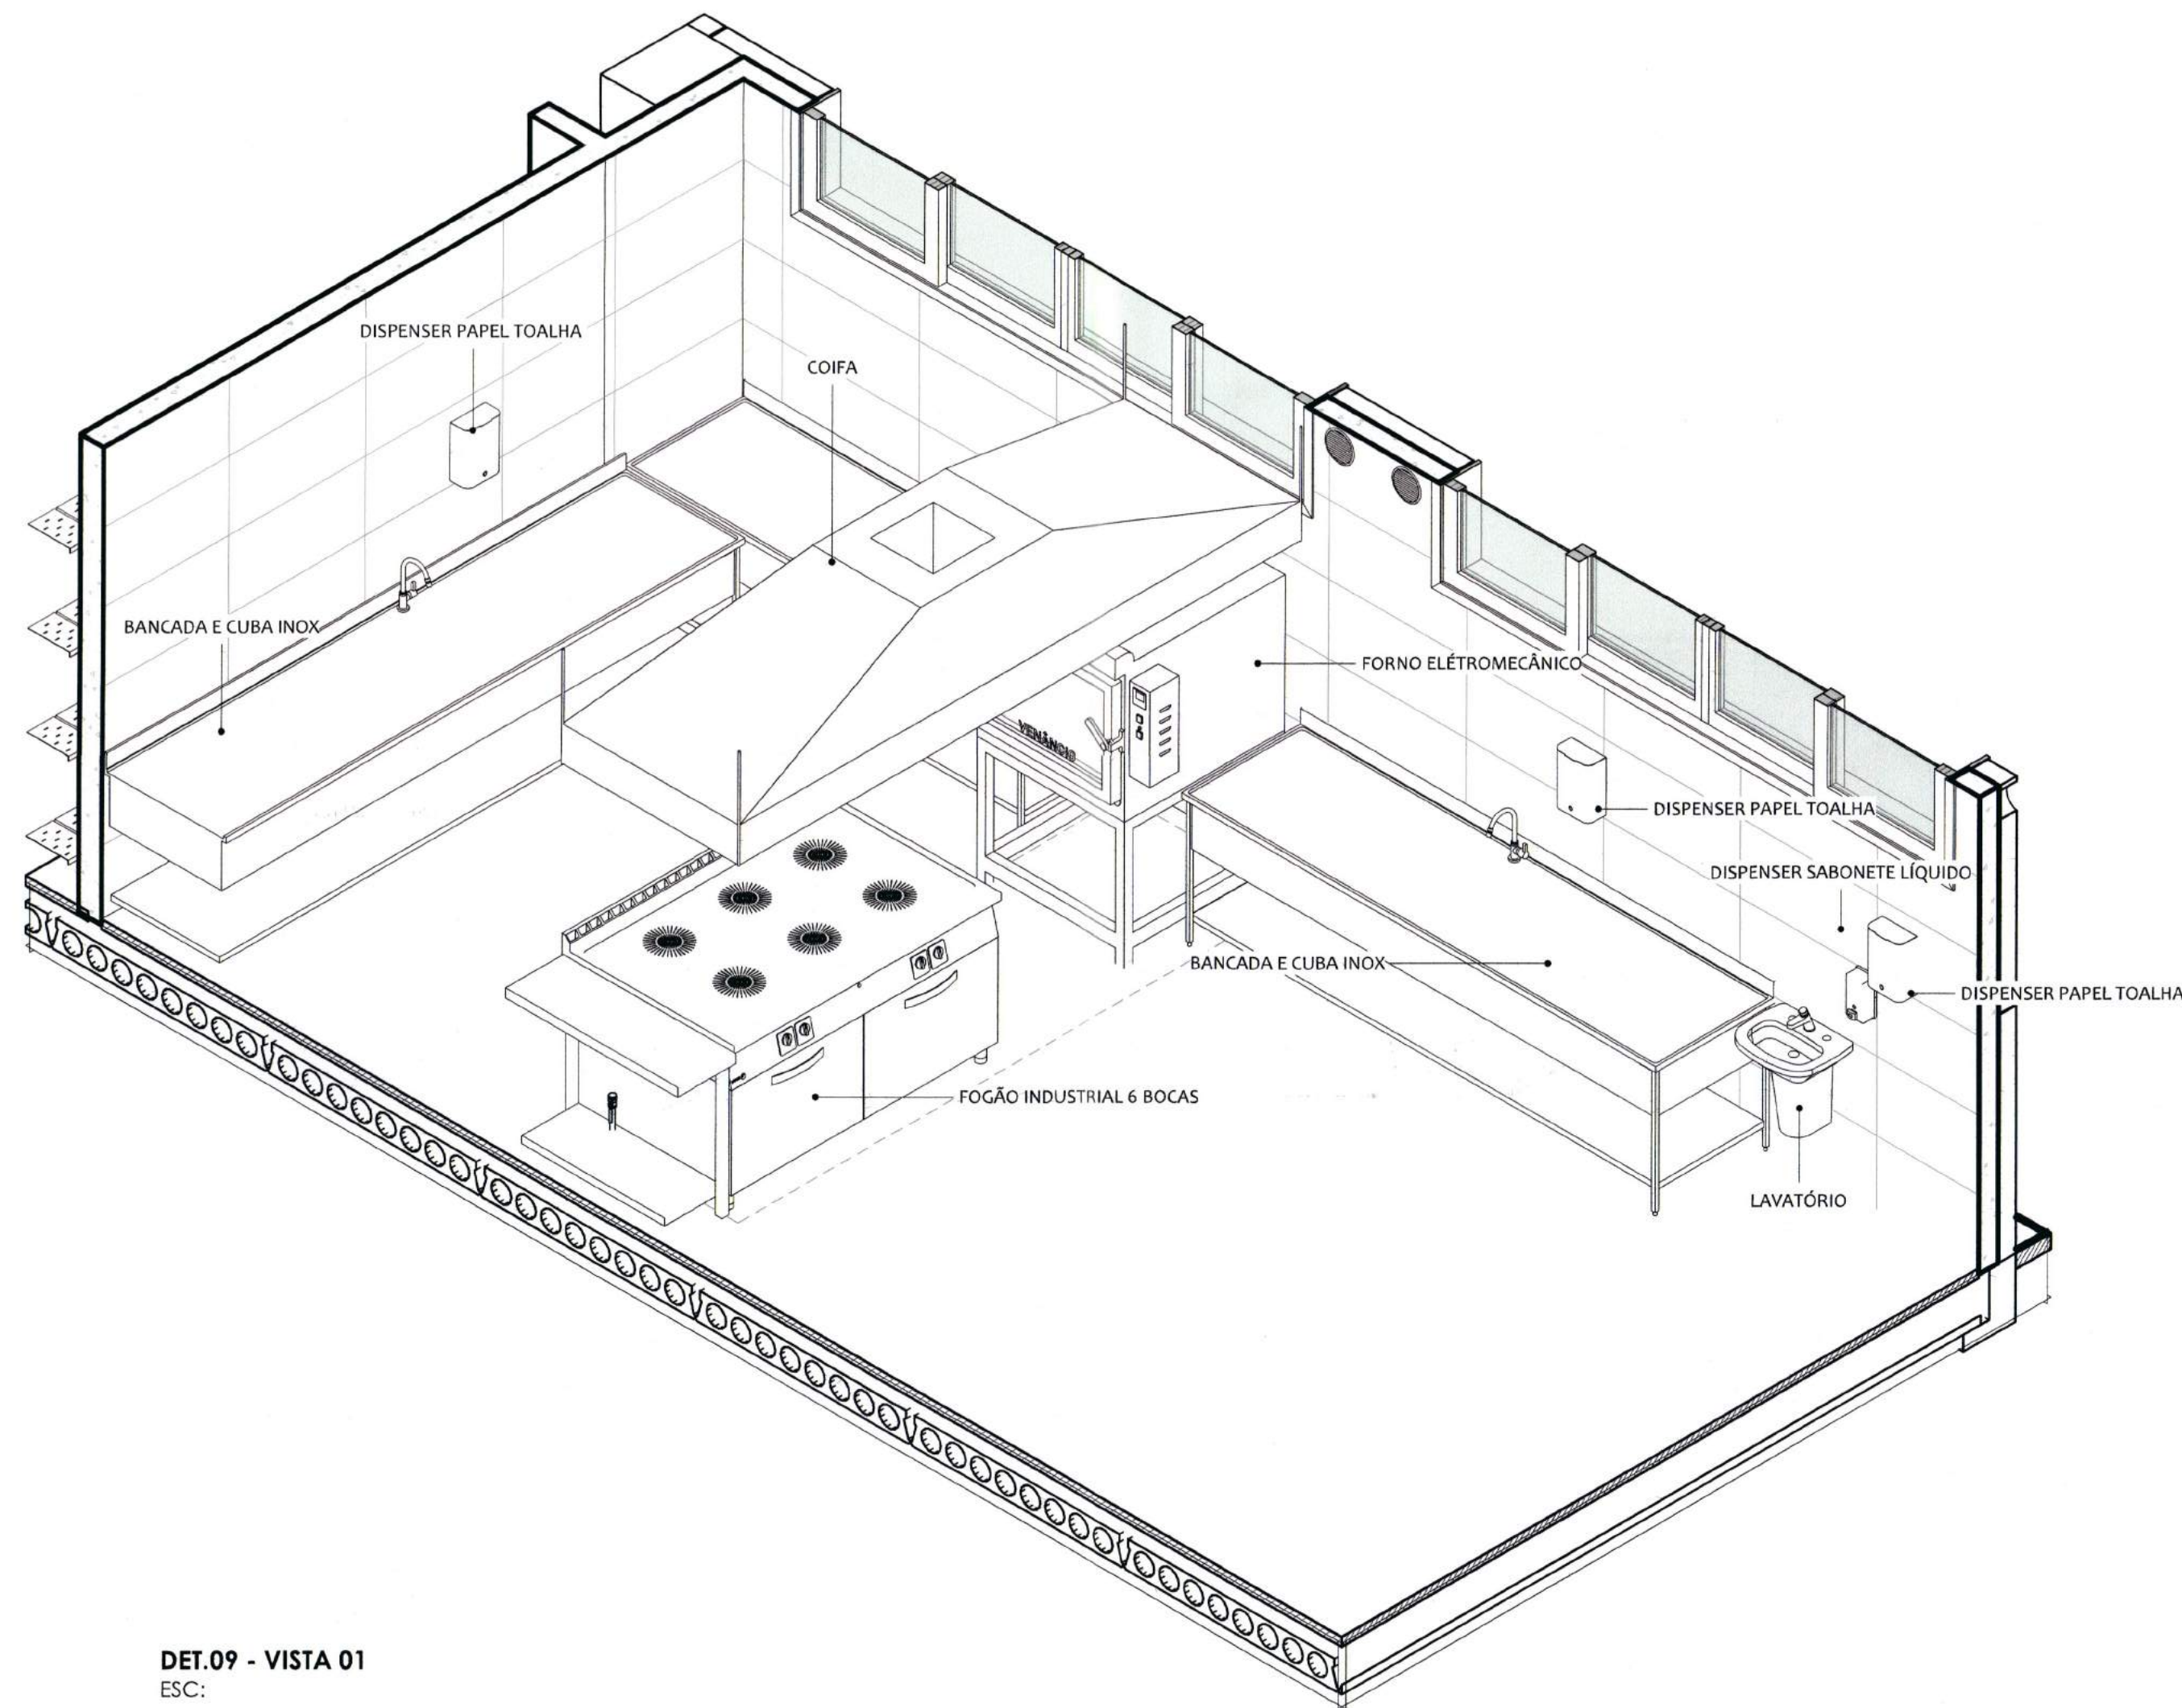 DISPENSER PAPEL TOALHA
COIFA
BANCADA E CUBA INOX
FORNO ELÉTROMECÂNICO
VENÂNCIO
DISPENSER PAPEL TOALHA
DISPENSER SABONETE LÍQUIDO
BANCADA E CUBA INOX
DISPENSER PAPEL TOALHA
FOGÃO INDUSTRIAL 6 BOCAS
LAVATÓRIO
DET.09 - VISTA 01
ESC: